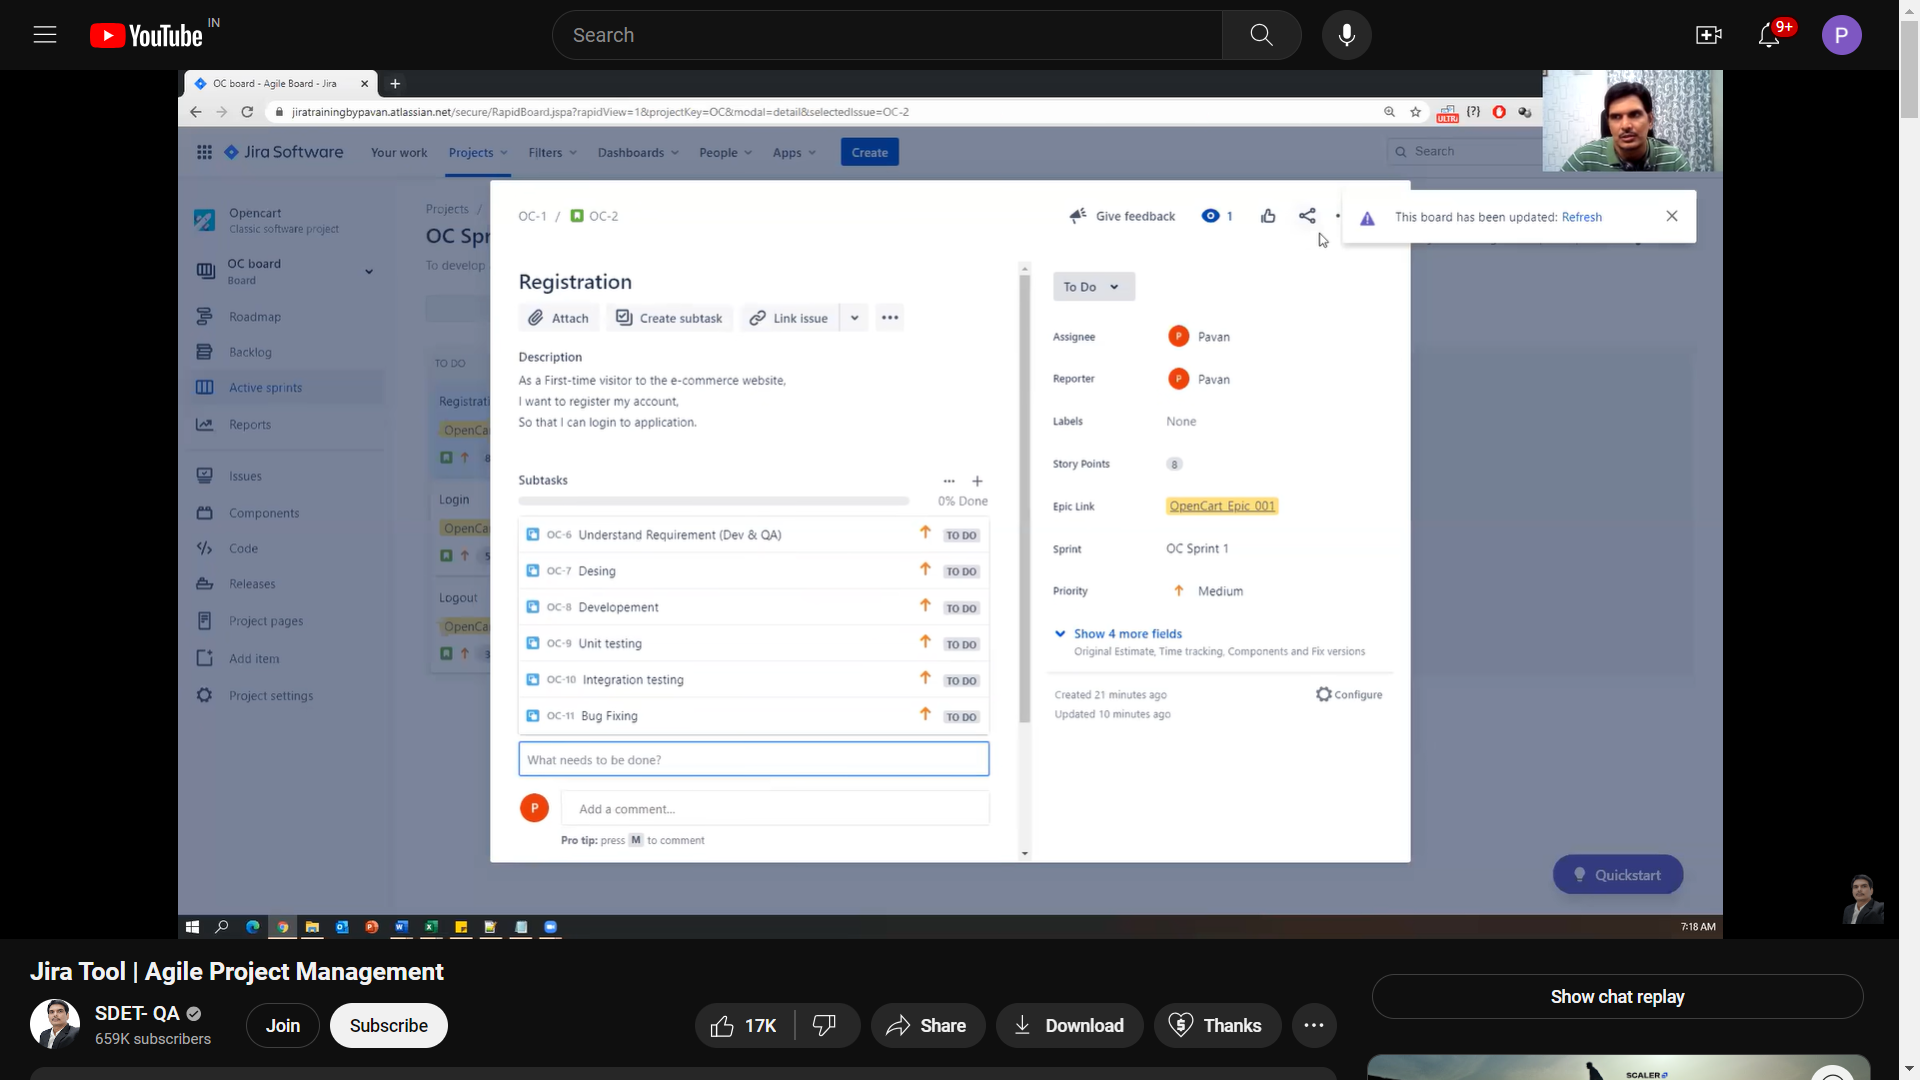 YouTube IN
Search
9+
P
OC board - Agile Board - Jira
jiratrainingbypavan.atlassian.net/secure/RapidBoard.jspa?rapidView=1&projectKey=OC&modal=detail&selectedIssue=OC-2
Jira Software
Your work
Projects
Filters
Dashboards
People
Apps
Create
Search
Opencart
Classic software project
OC board
Board
Roadmap
Backlog
Active sprints
Reports
Issues
Components
Code
Releases
Project pages
Add item
Project settings
Projects /
OC Spr
To develop
TO DO
Registrati
OpenCa
8
Login
OpenCa
5
Logout
OpenCa
3
OC-1 / OC-2
Give feedback
1
This board has been updated: Refresh
Registration
Attach
Create subtask
Link issue
Description
As a First-time visitor to the e-commerce website,
I want to register my account,
So that I can login to application.
Subtasks
0% Done
OC-6 Understand Requirement (Dev & QA) TO DO
OC-7 Desing TO DO
OC-8 Developement TO DO
OC-9 Unit testing TO DO
OC-10 Integration testing TO DO
OC-11 Bug Fixing TO DO
What needs to be done?
P
Add a comment...
Pro tip: press M to comment
To Do
Assignee P Pavan
Reporter P Pavan
Labels None
Story Points 8
Epic Link OpenCart_Epic_001
Sprint OC Sprint 1
Priority Medium
Show 4 more fields
Original Estimate, Time tracking, Components and Fix versions
Created 21 minutes ago
Configure
Updated 10 minutes ago
Quickstart
7:18 AM
Jira Tool | Agile Project Management
SDET- QA
659K subscribers
Join
Subscribe
17K
Share
Download
Thanks
Show chat replay
SCALER